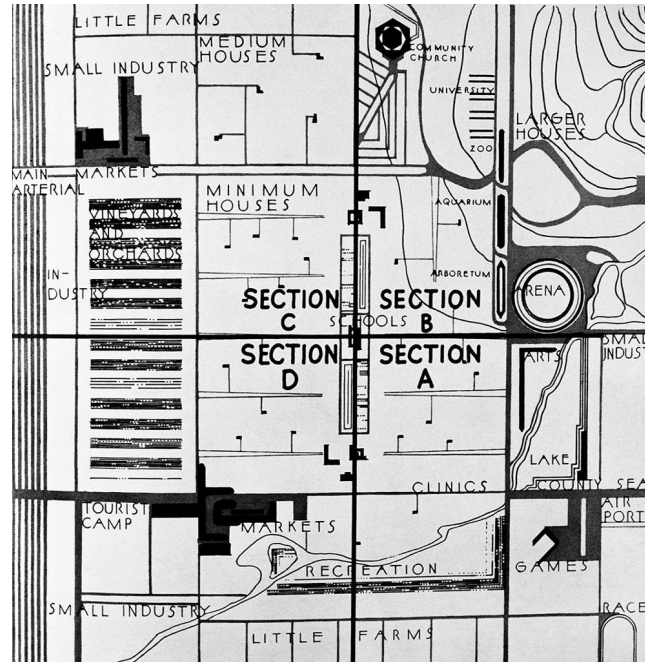 LITTLE FARMS
MEDIUM
HOUSES
COMMUNITY
CHURCH
SMALL INDUSTRY
UNIVERSITY
LARGER
HOUSES
ZOO
MAIN
ARTERIAL
MARKETS
MINIMUM
HOUSES
VINEYARDS
AND
ORCHARDS
AQUARIUM
IN-
DUSTRY
ARBORETUM
ARENA
SECTION
C
SECTION
B
SCHOOLS
SECTION
D
SECTION
A
ARTS
SMAL
INDUST
LAKE
CLINICS
COUNTY SEA
TOURIST
CAMP
MARKETS
AIR
PORT
RECREATION
GAMES
SMALL INDUSTRY
RACE
LITTLE FARMS